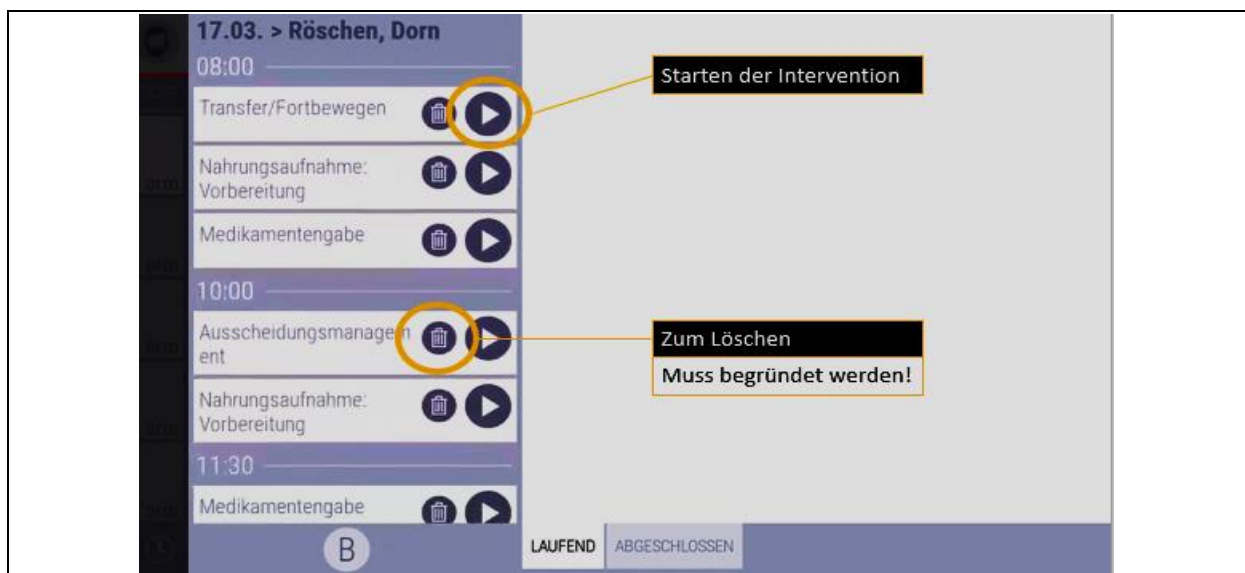 17.03. > Röschen, Dorn
08:00
Starten der Intervention
Transfer/Fortbewegen
Nahrungsaufnahme:
Vorbereitung
Medikamentengabe
10:00
Ausscheidungsmanagem
ent
Zum Löschen
Muss begründet werden!
Nahrungsaufnahme:
Vorbereitung
11:30
Medikamentengabe
B
LAUFEND
ABGESCHLOSSEN